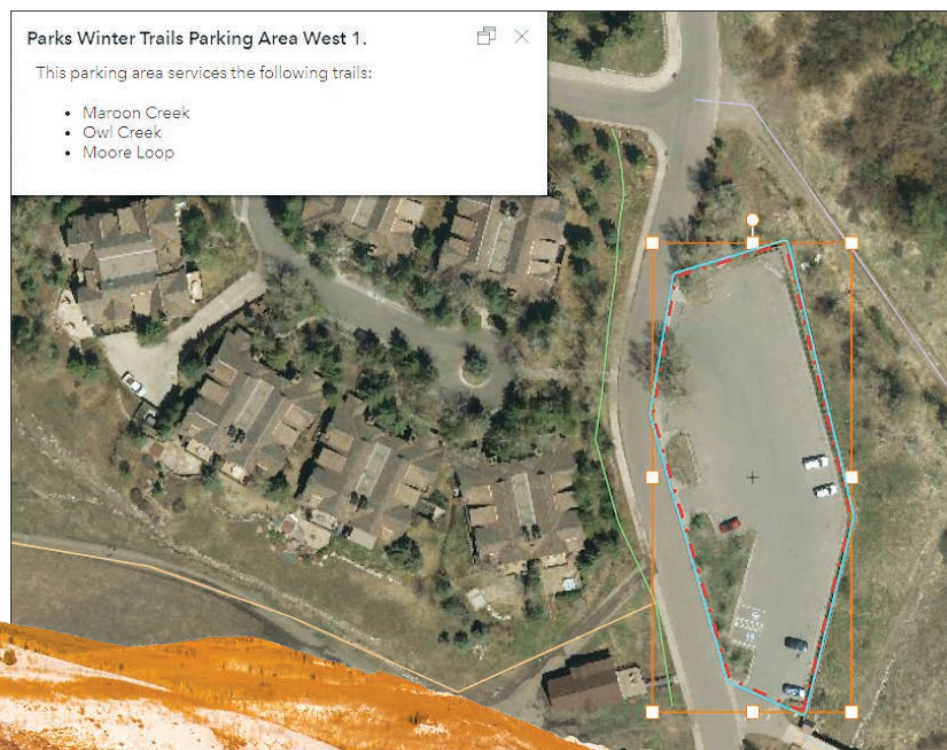 Parks Winter Trails Parking Area West 1.
This parking area services the following trails:
• Maroon Creek
• Owl Creek
• Moore Loop